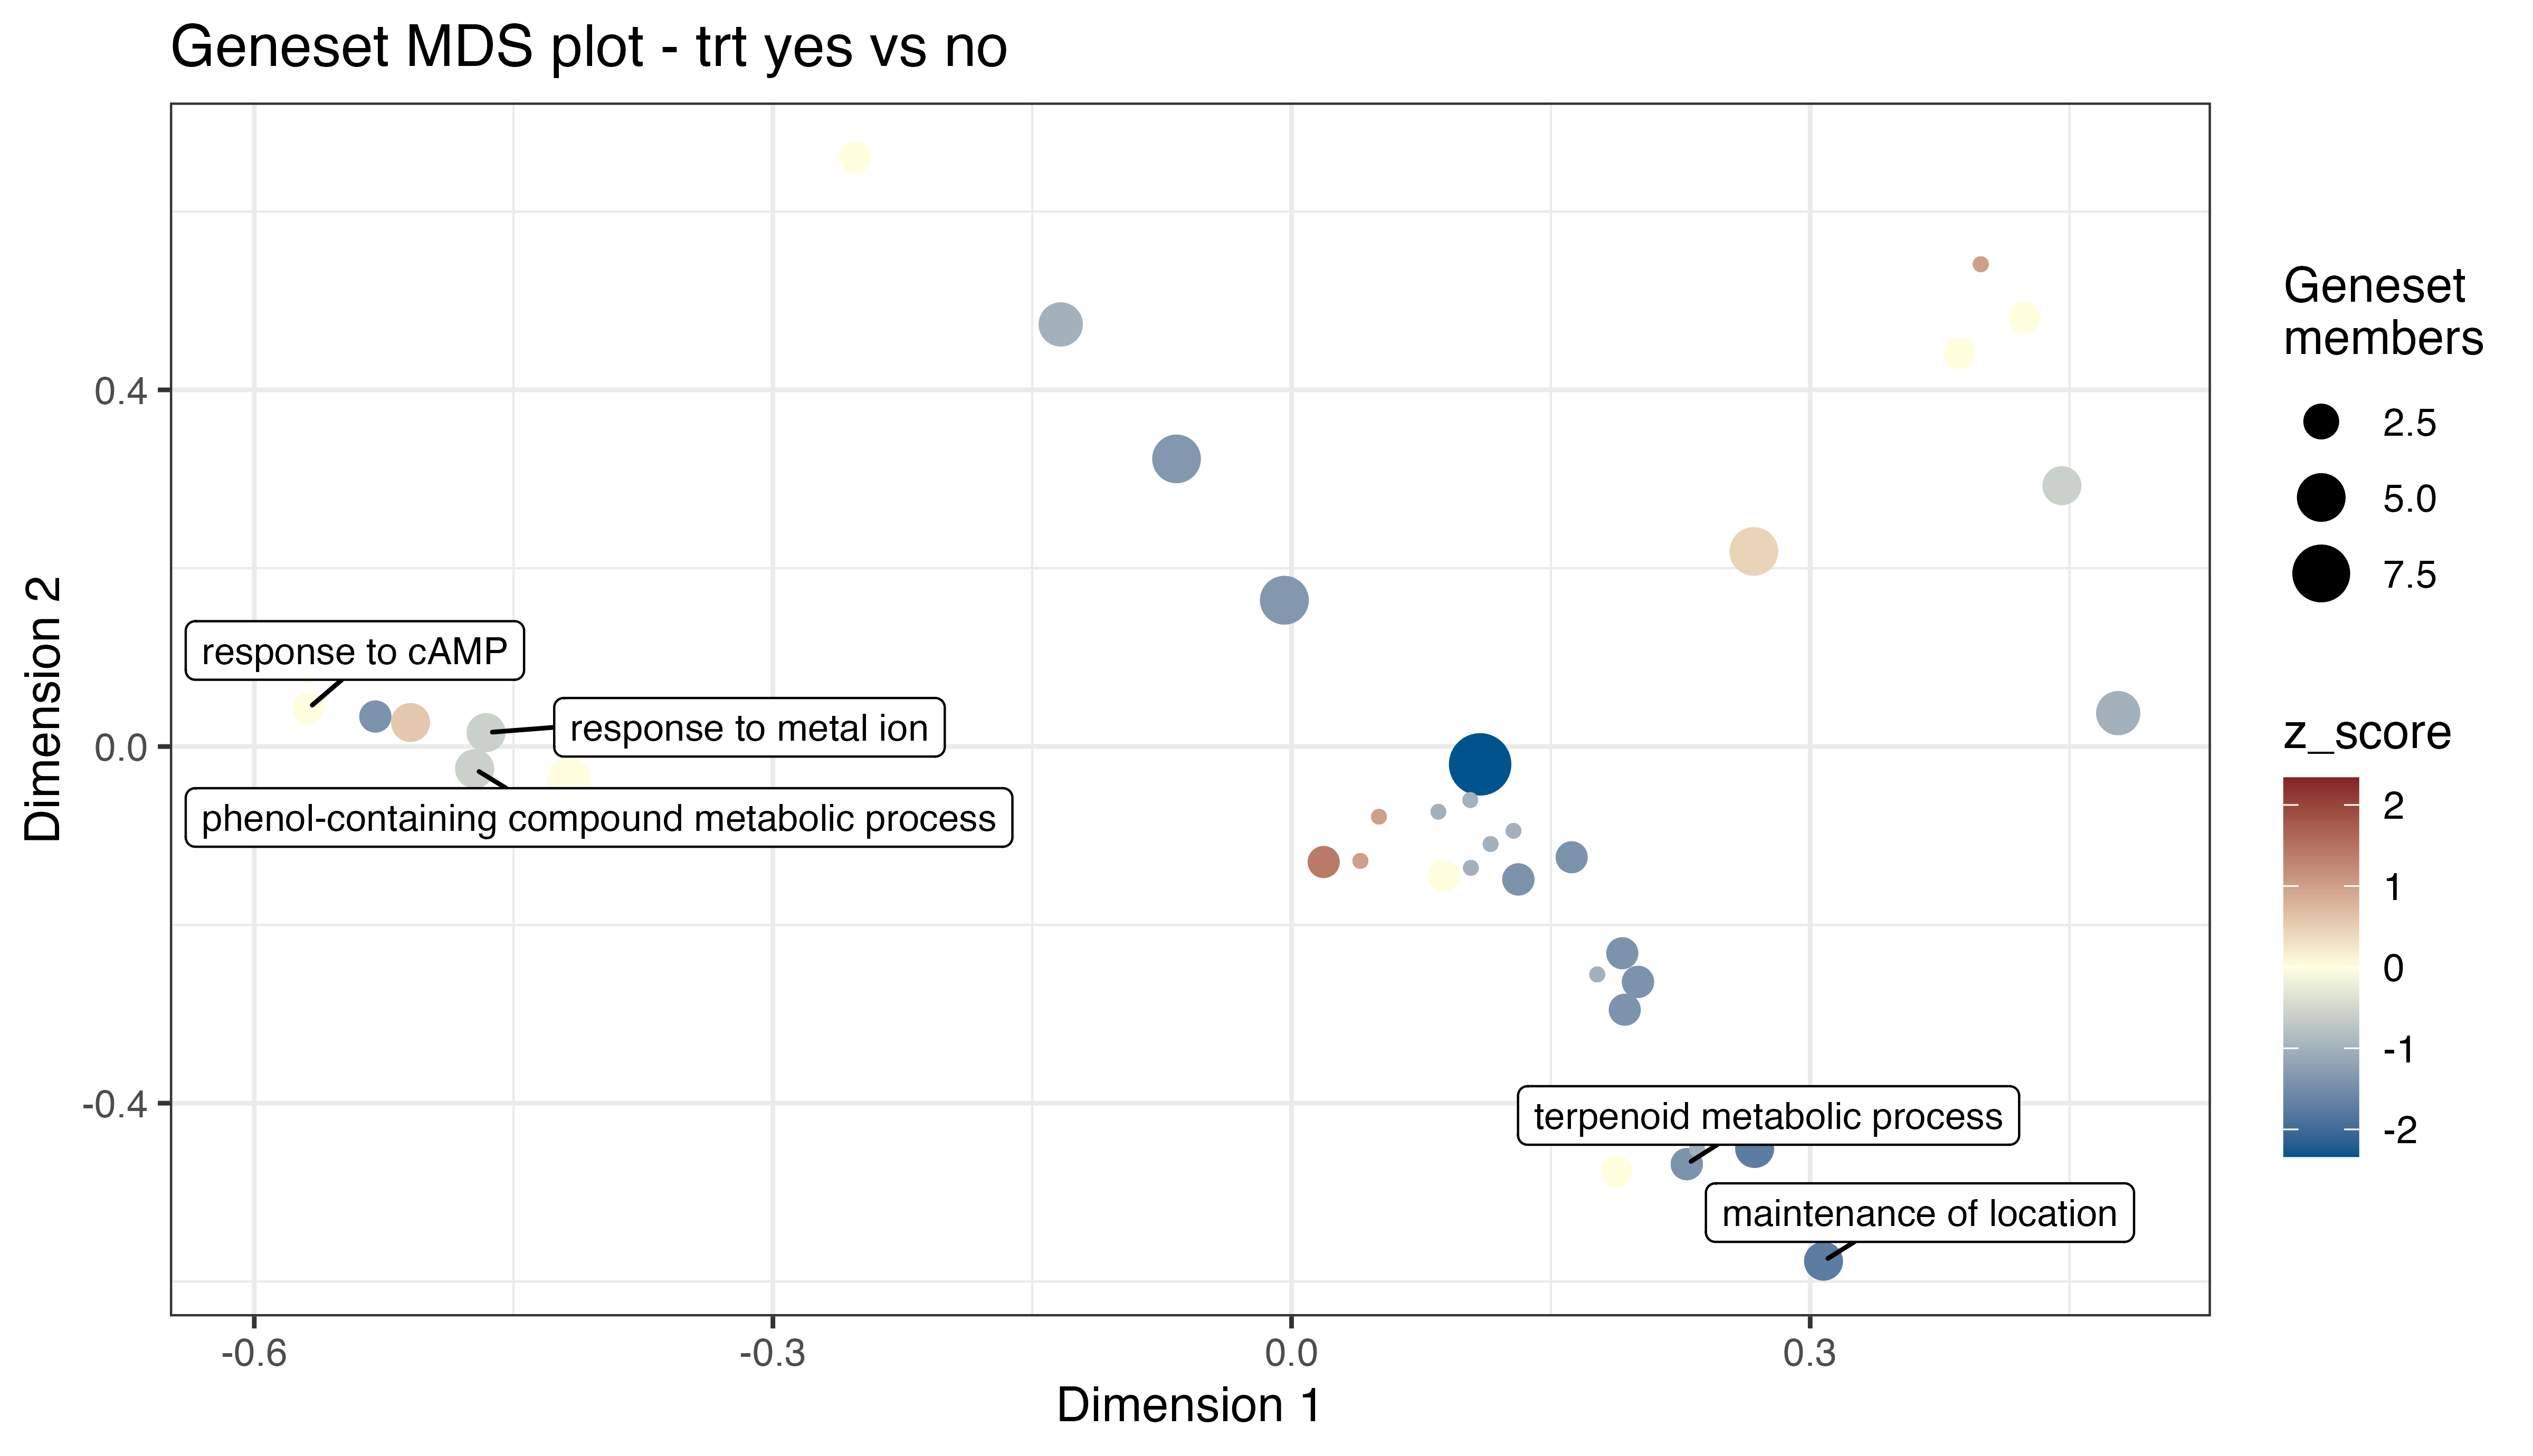 Geneset MDS plot - trt yes vs no
Dimension 2
0.4
0.0
-0.4
response to cAMP
response to metal ion
phenol-containing compound metabolic process
terpenoid metabolic process
maintenance of location
-0.6
-0.3
0.0
0.3
Dimension 1
Geneset
members
2.5
5.0
7.5
z_score
2
1
0
-1
-2